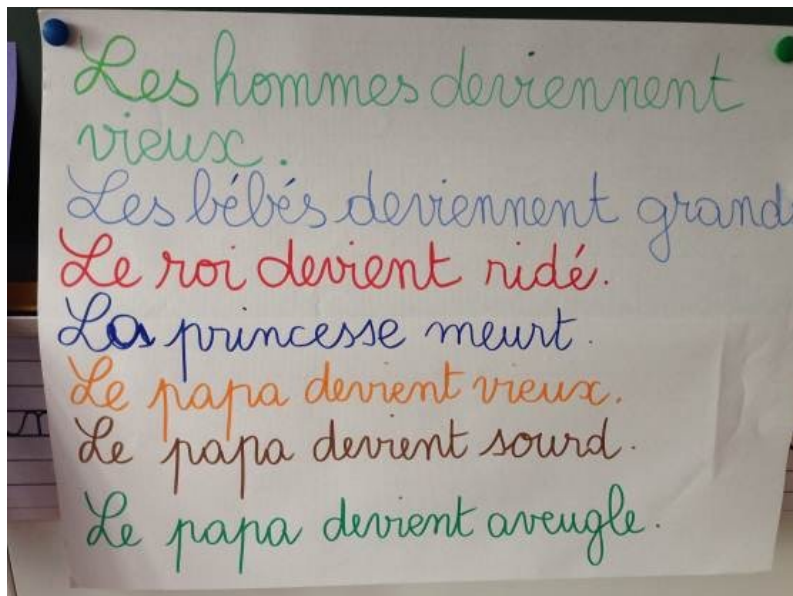 Les hommes deviennent
vieux.
Les bébés deviennent grand
Le roi devient ridé.
La princesse meurt.
Le papa devient vieux.
Le papa devient sourd.
Le papa devient aveugle.